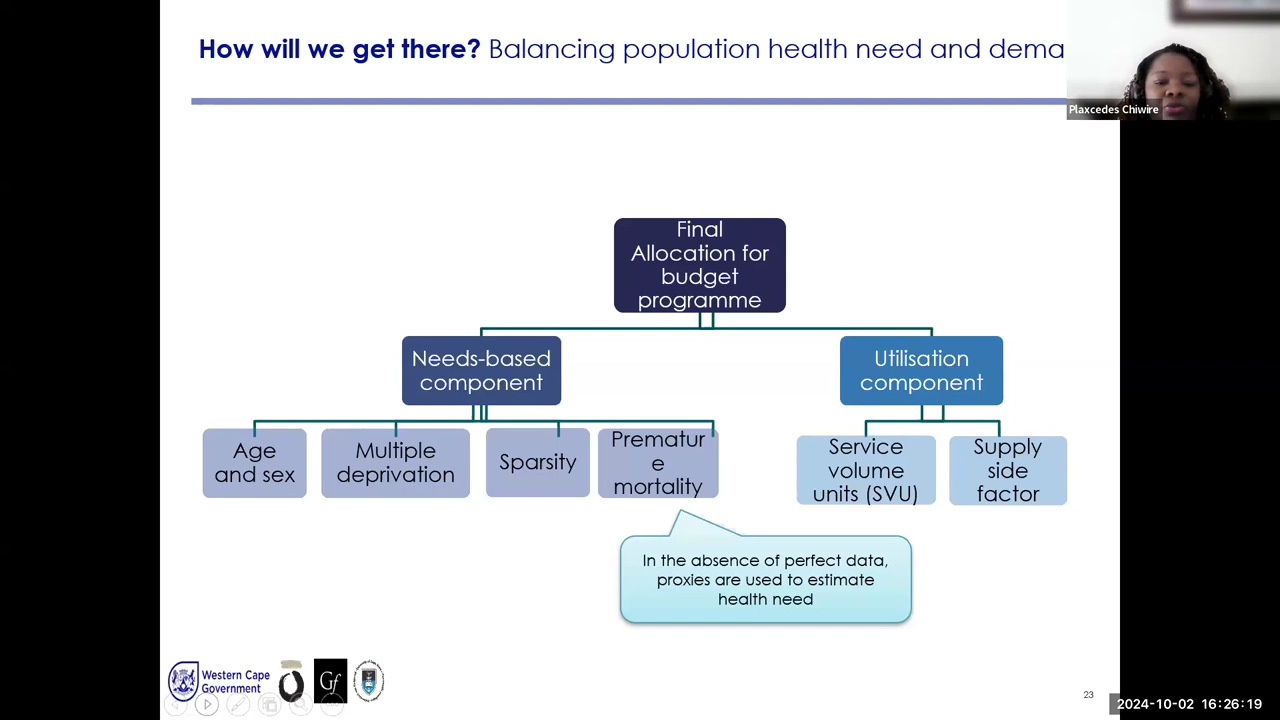 How will we get there? Balancing population health need and dema
Plaxcedes Chiwire
Final
Allocation for
budget
programme
Needs-based
component
Utilisation
component
Age
and sex
Multiple
deprivation
Sparsity
Prematur
e
mortality
Service
volume
units (SVU)
Supply
side
factor
In the absence of perfect data,
proxies are used to estimate
health need
Western Cape
Government
Gf
23
2024-10-02 16:26:19